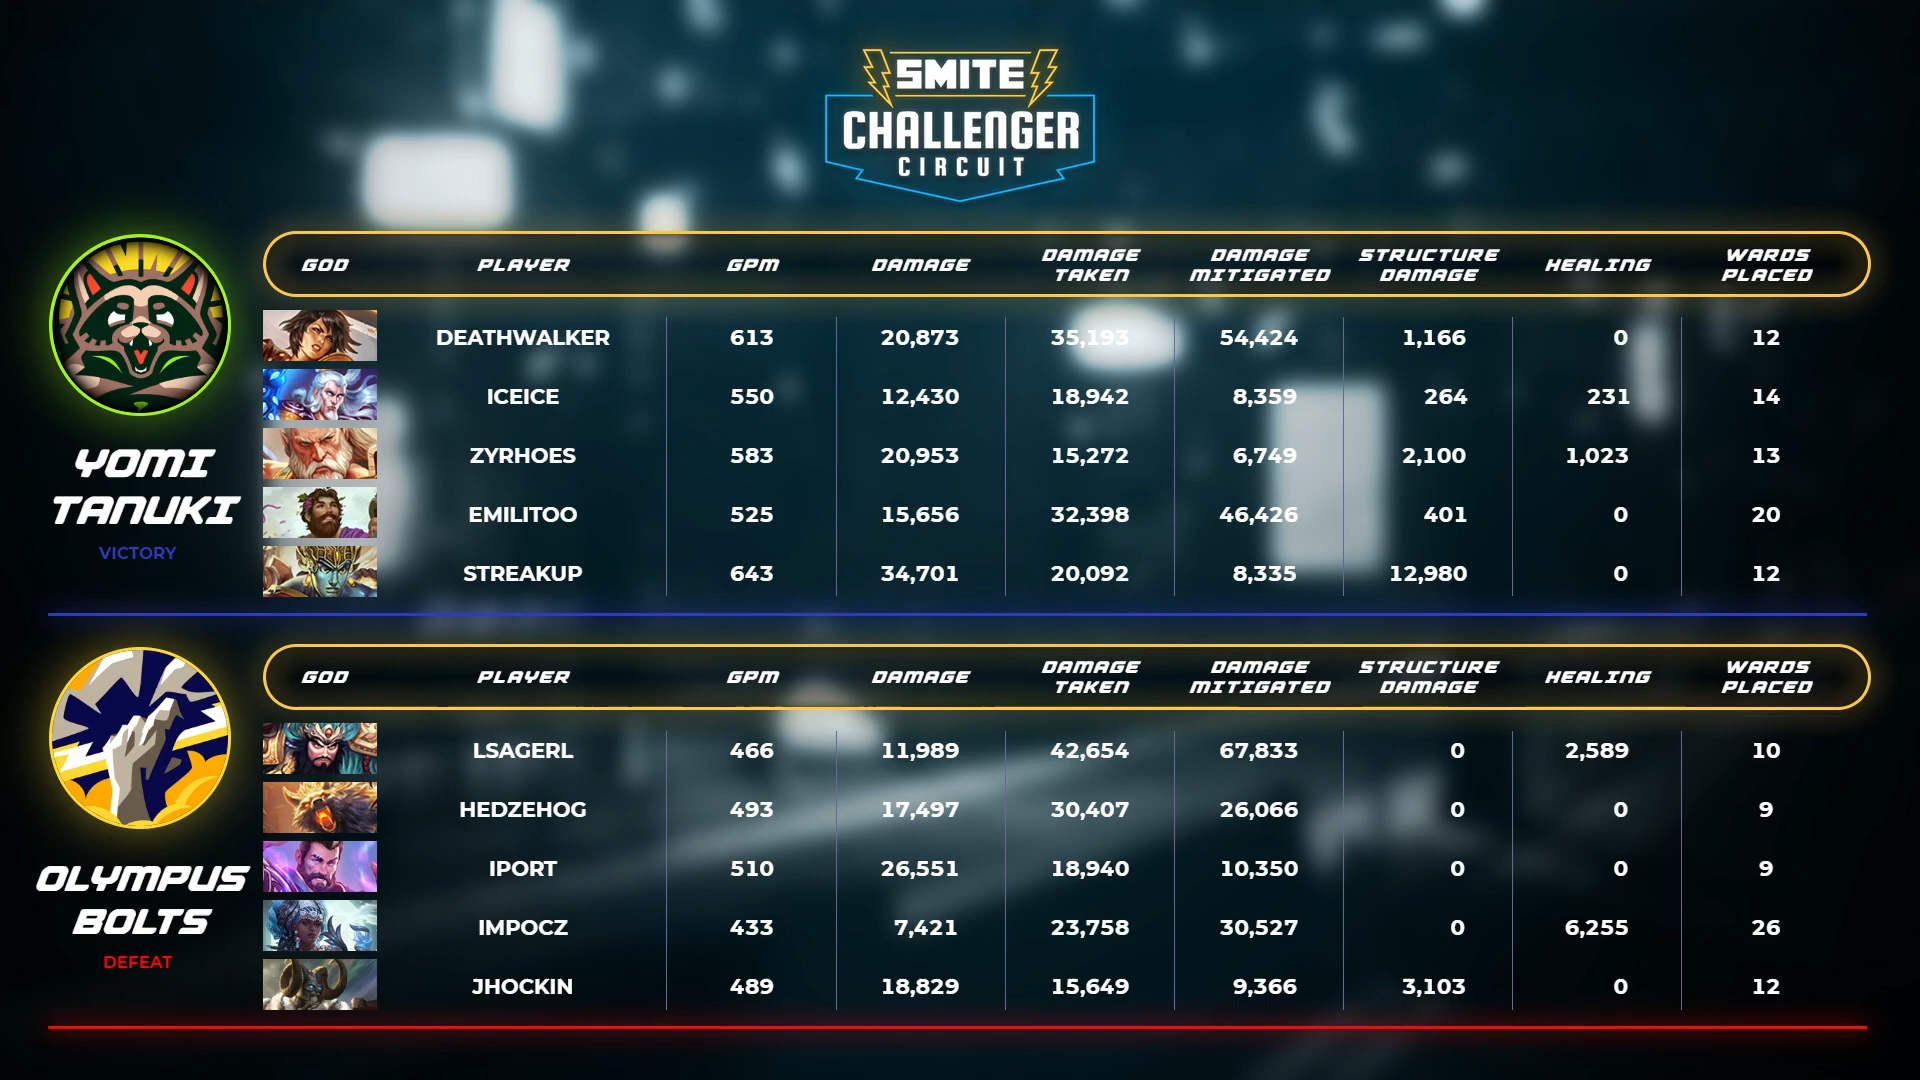 SMITE
CHALLENGER
CIRCUIT
GOD PLAYER GPM DAMAGE DAMAGE TAKEN DAMAGE MITIGATED STRUCTURE DAMAGE HEALING WARDS PLACED
DEATHWALKER 613 20,873 35,193 54,424 1,166 0 12
ICEICE 550 12,430 18,942 8,359 264 231 14
ZYRHOES 583 20,953 15,272 6,749 2,100 1,023 13
EMILITOO 525 15,656 32,398 46,426 401 0 20
STREAKUP 643 34,701 20,092 8,335 12,980 0 12
YOMI
TANUKI
VICTORY
GOD PLAYER GPM DAMAGE DAMAGE TAKEN DAMAGE MITIGATED STRUCTURE DAMAGE HEALING WARDS PLACED
LSAGERL 466 11,989 42,654 67,833 0 2,589 10
HEDZEHOG 493 17,497 30,407 26,066 0 0 9
IPORT 510 26,551 18,940 10,350 0 0 9
IMPOCZ 433 7,421 23,758 30,527 0 6,255 26
JHOCKIN 489 18,829 15,649 9,366 3,103 0 12
OLYMPUS
BOLTS
DEFEAT